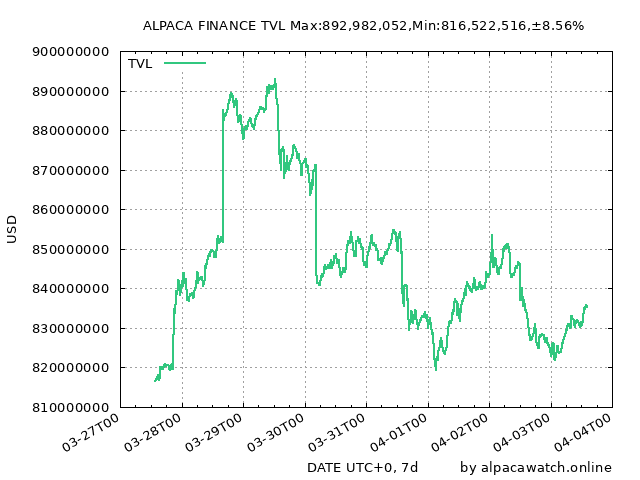 ALPACA FINANCE TVL Max:892,982,052,Min:816,522,516,±8.56%
TVL
900000000
890000000
880000000
870000000
860000000
850000000
840000000
830000000
820000000
810000000
USD
03-27T00
03-28T00
03-29T00
03-30T00
03-31T00
04-01T00
04-02T00
04-03T00
04-04T00
DATE UTC+0, 7d
by alpacawatch.online